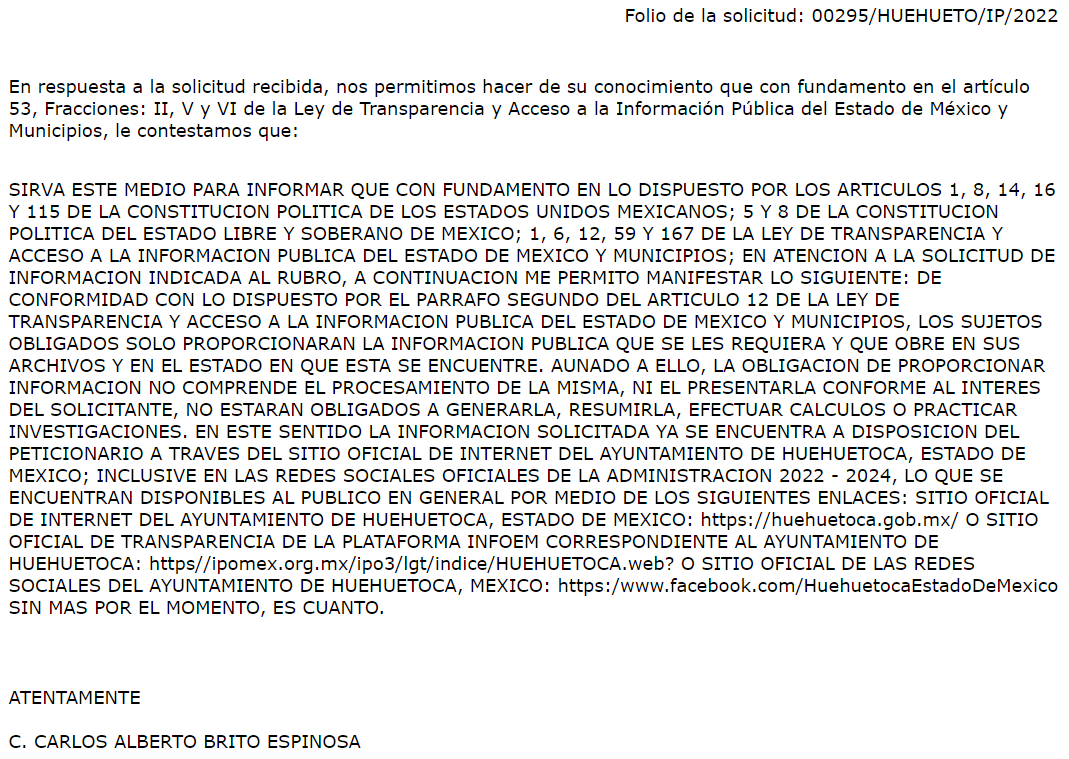 Folio de la solicitud: 00295/HUEHUETO/IP/2022
En respuesta a la solicitud recibida, nos permitimos hacer de su conocimiento que con fundamento en el artículo
53, Fracciones: II, V y VI de la Ley de Transparencia y Acceso a la Información Pública del Estado de México y
Municipios, le contestamos que:
SIRVA ESTE MEDIO PARA INFORMAR QUE CON FUNDAMENTO EN LO DISPUESTO POR LOS ARTICULOS 1, 8, 14, 16
Y 115 DE LA CONSTITUCION POLITICA DE LOS ESTADOS UNIDOS MEXICANOS; 5 Y 8 DE LA CONSTITUCION
POLITICA DEL ESTADO LIBRE Y SOBERANO DE MEXICO; 1, 6, 12, 59 Y 167 DE LA LEY DE TRANSPARENCIA Y
ACCESO A LA INFORMACION PUBLICA DEL ESTADO DE MEXICO Y MUNICIPIOS; EN ATENCION A LA SOLICITUD DE
INFORMACION INDICADA AL RUBRO, A CONTINUACION ME PERMITO MANIFESTAR LO SIGUIENTE: DE
CONFORMIDAD CON LO DISPUESTO POR EL PARRAFO SEGUNDO DEL ARTICULO 12 DE LA LEY DE
TRANSPARENCIA Y ACCESO A LA INFORMACION PUBLICA DEL ESTADO DE MEXICO Y MUNICIPIOS, LOS SUJETOS
OBLIGADOS SOLO PROPORCIONARAN LA INFORMACION PUBLICA QUE SE LES REQUIERA Y QUE OBRE EN SUS
ARCHIVOS Y EN EL ESTADO EN QUE ESTA SE ENCUENTRE. AUNADO A ELLO, LA OBLIGACION DE PROPORCIONAR
INFORMACION NO COMPRENDE EL PROCESAMIENTO DE LA MISMA, NI EL PRESENTARLA CONFORME AL INTERES
DEL SOLICITANTE, NO ESTARAN OBLIGADOS A GENERARLA, RESUMIRLA, EFECTUAR CALCULOS O PRACTICAR
INVESTIGACIONES. EN ESTE SENTIDO LA INFORMACION SOLICITADA YA SE ENCUENTRA A DISPOSICION DEL
PETICIONARIO A TRAVES DEL SITIO OFICIAL DE INTERNET DEL AYUNTAMIENTO DE HUEHUETOCA, ESTADO DE
MEXICO; INCLUSIVE EN LAS REDES SOCIALES OFICIALES DE LA ADMINISTRACION 2022 - 2024, LO QUE SE
ENCUENTRAN DISPONIBLES AL PUBLICO EN GENERAL POR MEDIO DE LOS SIGUIENTES ENLACES: SITIO OFICIAL
DE INTERNET DEL AYUNTAMIENTO DE HUEHUETOCA, ESTADO DE MEXICO: https://huehuetoca.gob.mx/ O SITIO
OFICIAL DE TRANSPARENCIA DE LA PLATAFORMA INFOEM CORRESPONDIENTE AL AYUNTAMIENTO DE
HUEHUETOCA: https//ipomex.org.mx/ipo3/lgt/indice/HUEHUETOCA.web? O SITIO OFICIAL DE LAS REDES
SOCIALES DEL AYUNTAMIENTO DE HUEHUETOCA, MEXICO: https:/www.facebook.com/HuehuetocaEstadoDeMexico
SIN MAS POR EL MOMENTO, ES CUANTO.
ATENTAMENTE
C. CARLOS ALBERTO BRITO ESPINOSA